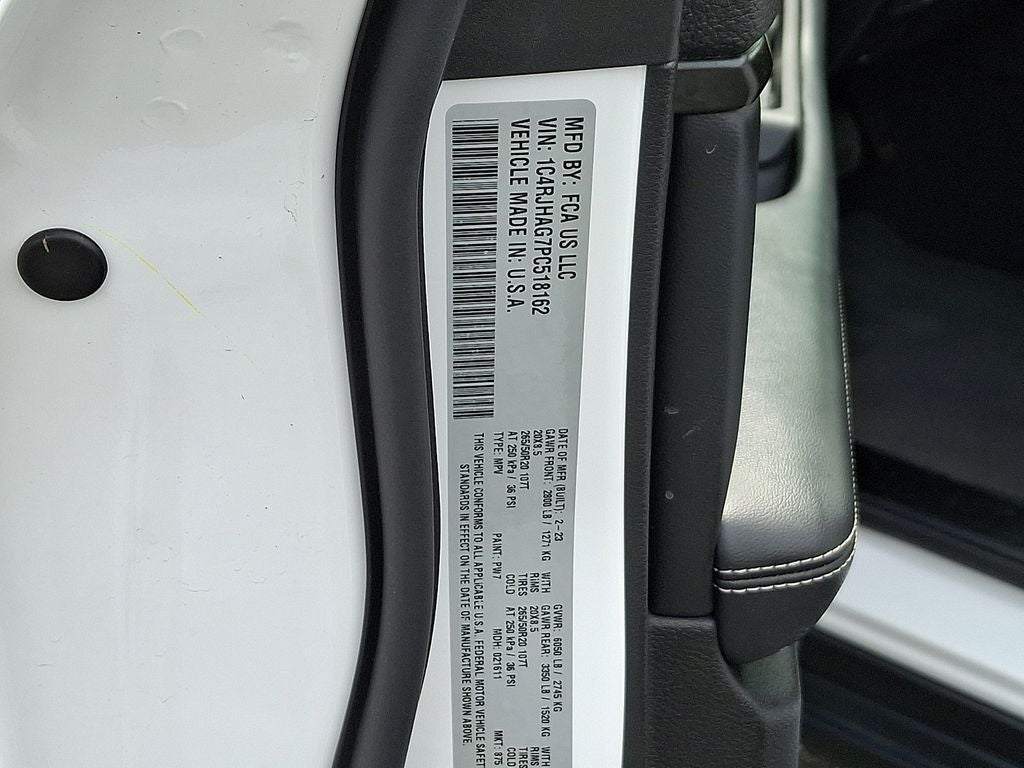 MFD BY: FCA US LLC
VIN: 1C4RJHAG7PC518162
VEHICLE MADE IN: U.S.A.
DATE OF MFR (BUILT): 2-23 GVWR: 6050 LB / 2745 KG
GAWR FRONT: 2800 LB / 1271 KG WITH GAWR REAR: 3350 LB / 1520 KG WITH
20X8.5 RIMS 20X8.5 RIMS
265/50R20 107T TIRES 265/50R20 107T TIRES
AT 250 kPa / 36 PSI COLD AT 250 kPa / 36 PSI COLD
TYPE: MPV PAINT: PW7 MDH: 021611 MKT: 875
THIS VEHICLE CONFORMS TO ALL APPLICABLE U.S.A. FEDERAL MOTOR VEHICLE SAFET
STANDARDS IN EFFECT ON THE DATE OF MANUFACTURE SHOWN ABOVE.